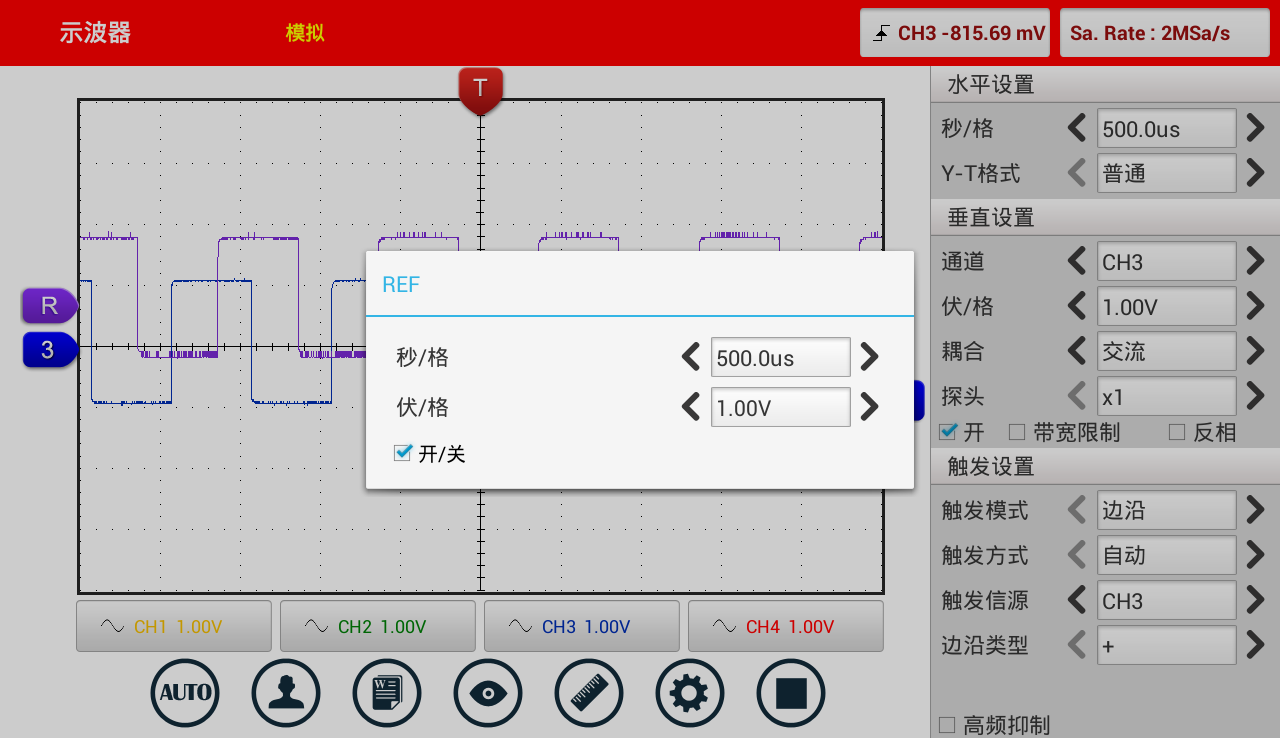 示波器
模拟
CH3 -815.69 mV
Sa. Rate : 2MSa/s
T
R
3
REF
秒/格
500.0us
伏/格
1.00V
开/关
水平设置
秒/格
500.0us
Y-T格式
普通
垂直设置
通道
CH3
伏/格
1.00V
耦合
交流
探头
x1
开
带宽限制
反相
触发设置
触发模式
边沿
触发方式
自动
触发信源
CH3
边沿类型
+
高频抑制
CH1 1.00V
CH2 1.00V
CH3 1.00V
CH4 1.00V
AUTO
W